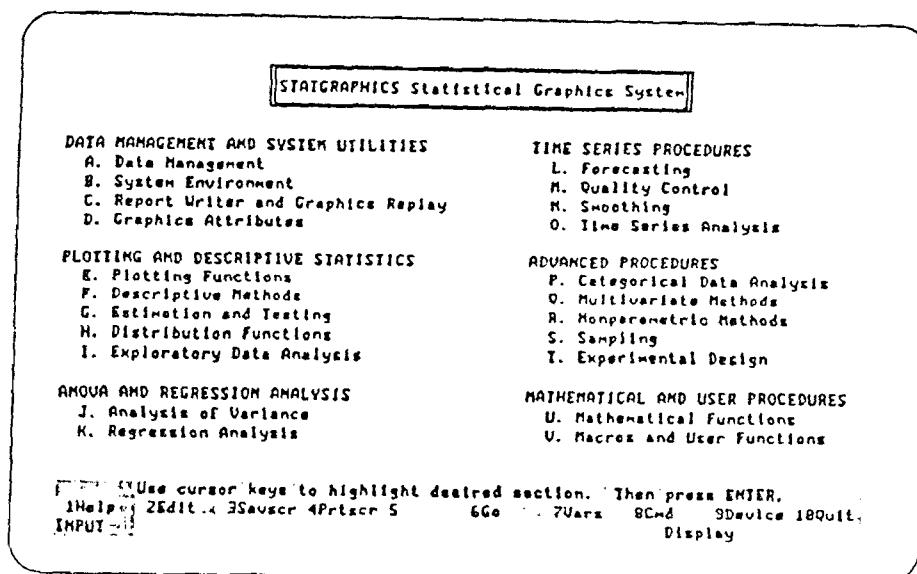 STATGRAPHICS Statistical Graphics System
DATA MANAGEMENT AND SYSTEM UTILITIES
A. Data Management
B. System Environment
C. Report Writer and Graphics Replay
D. Graphics Attributes
PLOTTING AND DESCRIPTIVE STATISTICS
E. Plotting Functions
F. Descriptive Methods
G. Estimation and Testing
H. Distribution Functions
I. Exploratory Data Analysis
ANOVA AND REGRESSION ANALYSIS
J. Analysis of Variance
K. Regression Analysis
TIME SERIES PROCEDURES
L. Forecasting
M. Quality Control
N. Smoothing
O. Time Series Analysis
ADVANCED PROCEDURES
P. Categorical Data Analysis
Q. Multivariate Methods
R. Nonparametric Methods
S. Sampling
T. Experimental Design
MATHEMATICAL AND USER PROCEDURES
U. Mathematical Functions
V. Macros and User Functions
Use cursor keys to highlight desired section. Then press ENTER.
1Help 2Edit 3Savscr 4Prtscr 5 6Go 7Vars 8Cmd 9Device 10Quit
INPUT Display